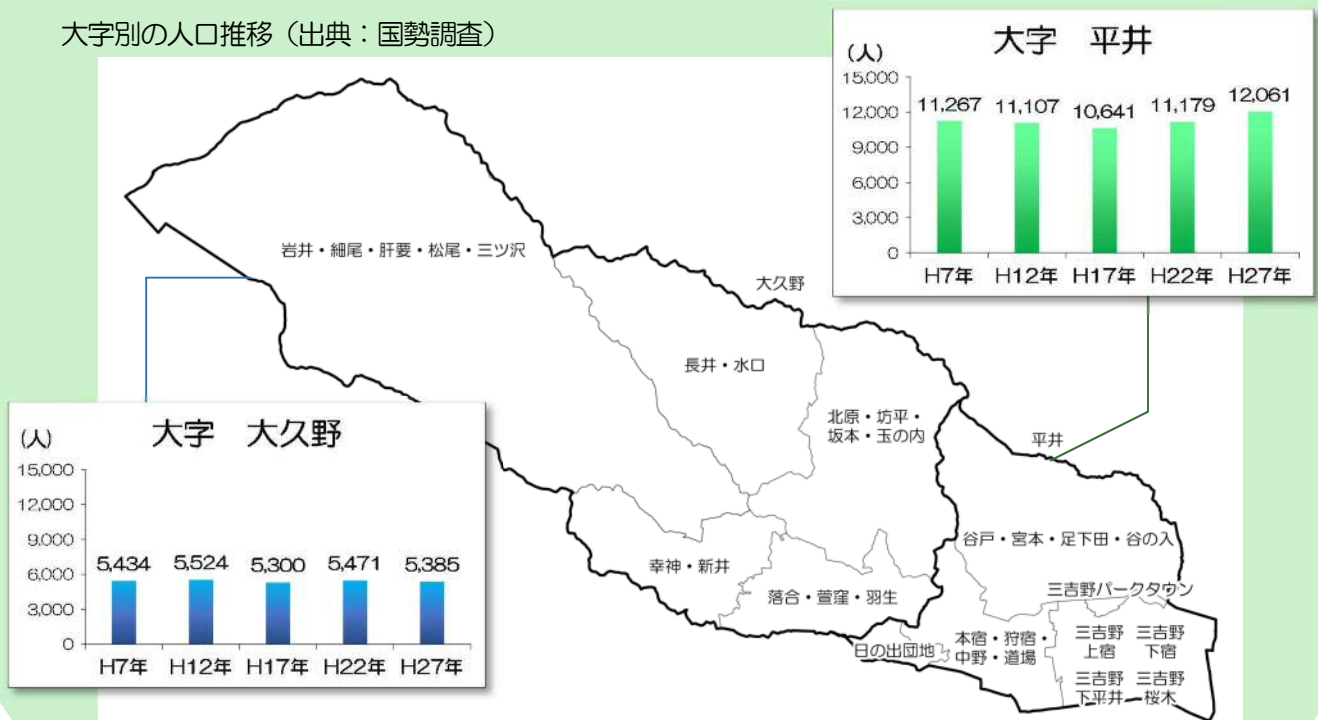 大字別の人口推移（出典：国勢調査）
大字　平井
（人）
15,000
12,000
9,000
6,000
3,000
0
11,267
11,107
10,641
11,179
12,061
H7年
H12年
H17年
H22年
H27年
岩井・細尾・肝要・松尾・三ツ沢
大久野
長井・水口
北原・坊平・
坂本・玉の内
平井
大字　大久野
（人）
15,000
12,000
9,000
6,000
3,000
0
5,434
5,524
5,300
5,471
5,385
H7年
H12年
H17年
H22年
H27年
幸神・新井
落合・萱窪・羽生
谷戸・宮本・足下田・谷の入
三吉野パークタウン
日の出団地
本宿・狩宿・
中野・道場
三吉野
上宿
三吉野
下宿
三吉野
下平井
三吉野
桜木